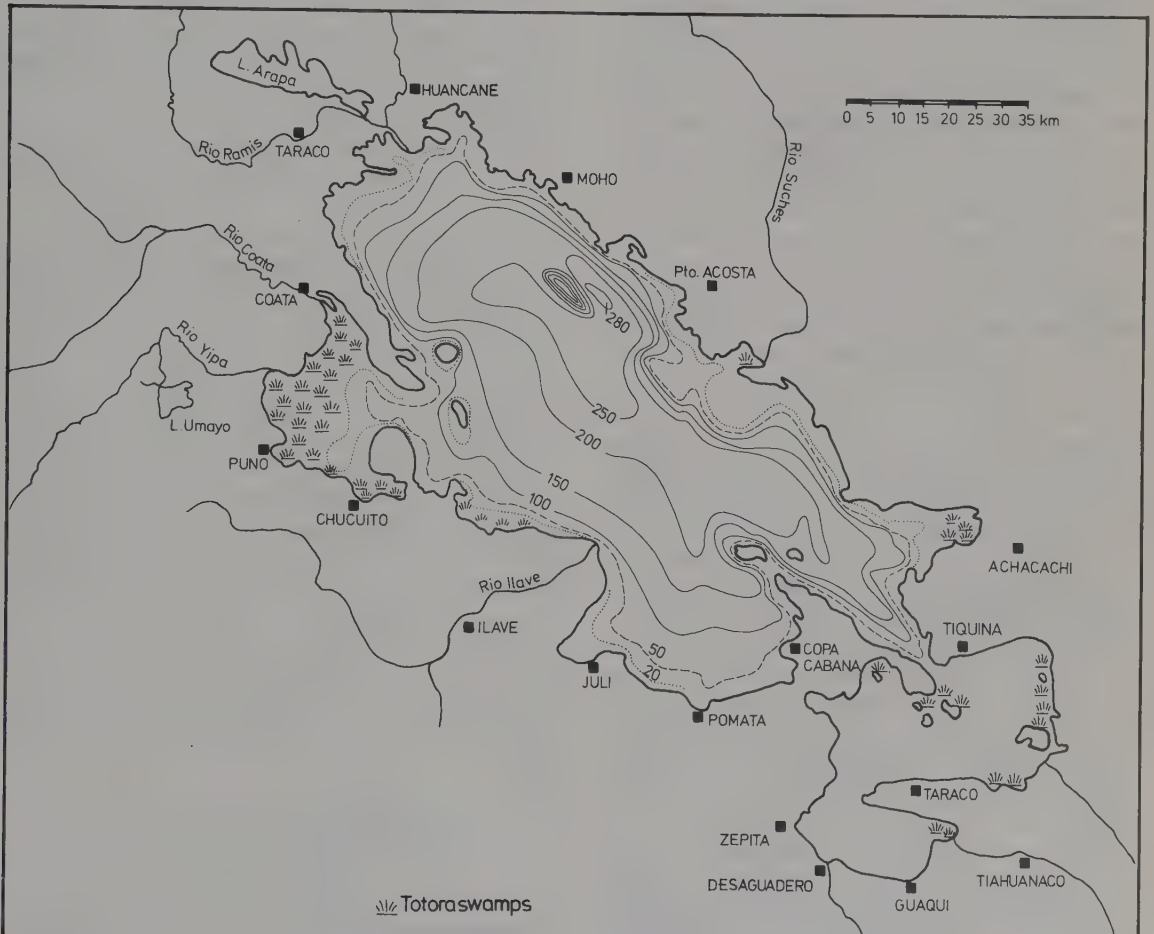 L. Arapa
HUANCANE
0 5 10 15 20 25 30 35 km
Rio Ramis
TARACO
MOHO
Rio Suches
Rio Coata
COATA
Pto. ACOSTA
280
Rio Yipa
L. Umayo
250
200
PUNO
150
100
CHUCUITO
ACHACACHI
Rio Ilave
ILAVE
TIQUINA
50
COPA
CABANA
20
JULI
POMATA
TARACO
ZEPITA
DESAGUADERO
TIAHUANACO
GUAQUI
Totoraswamps